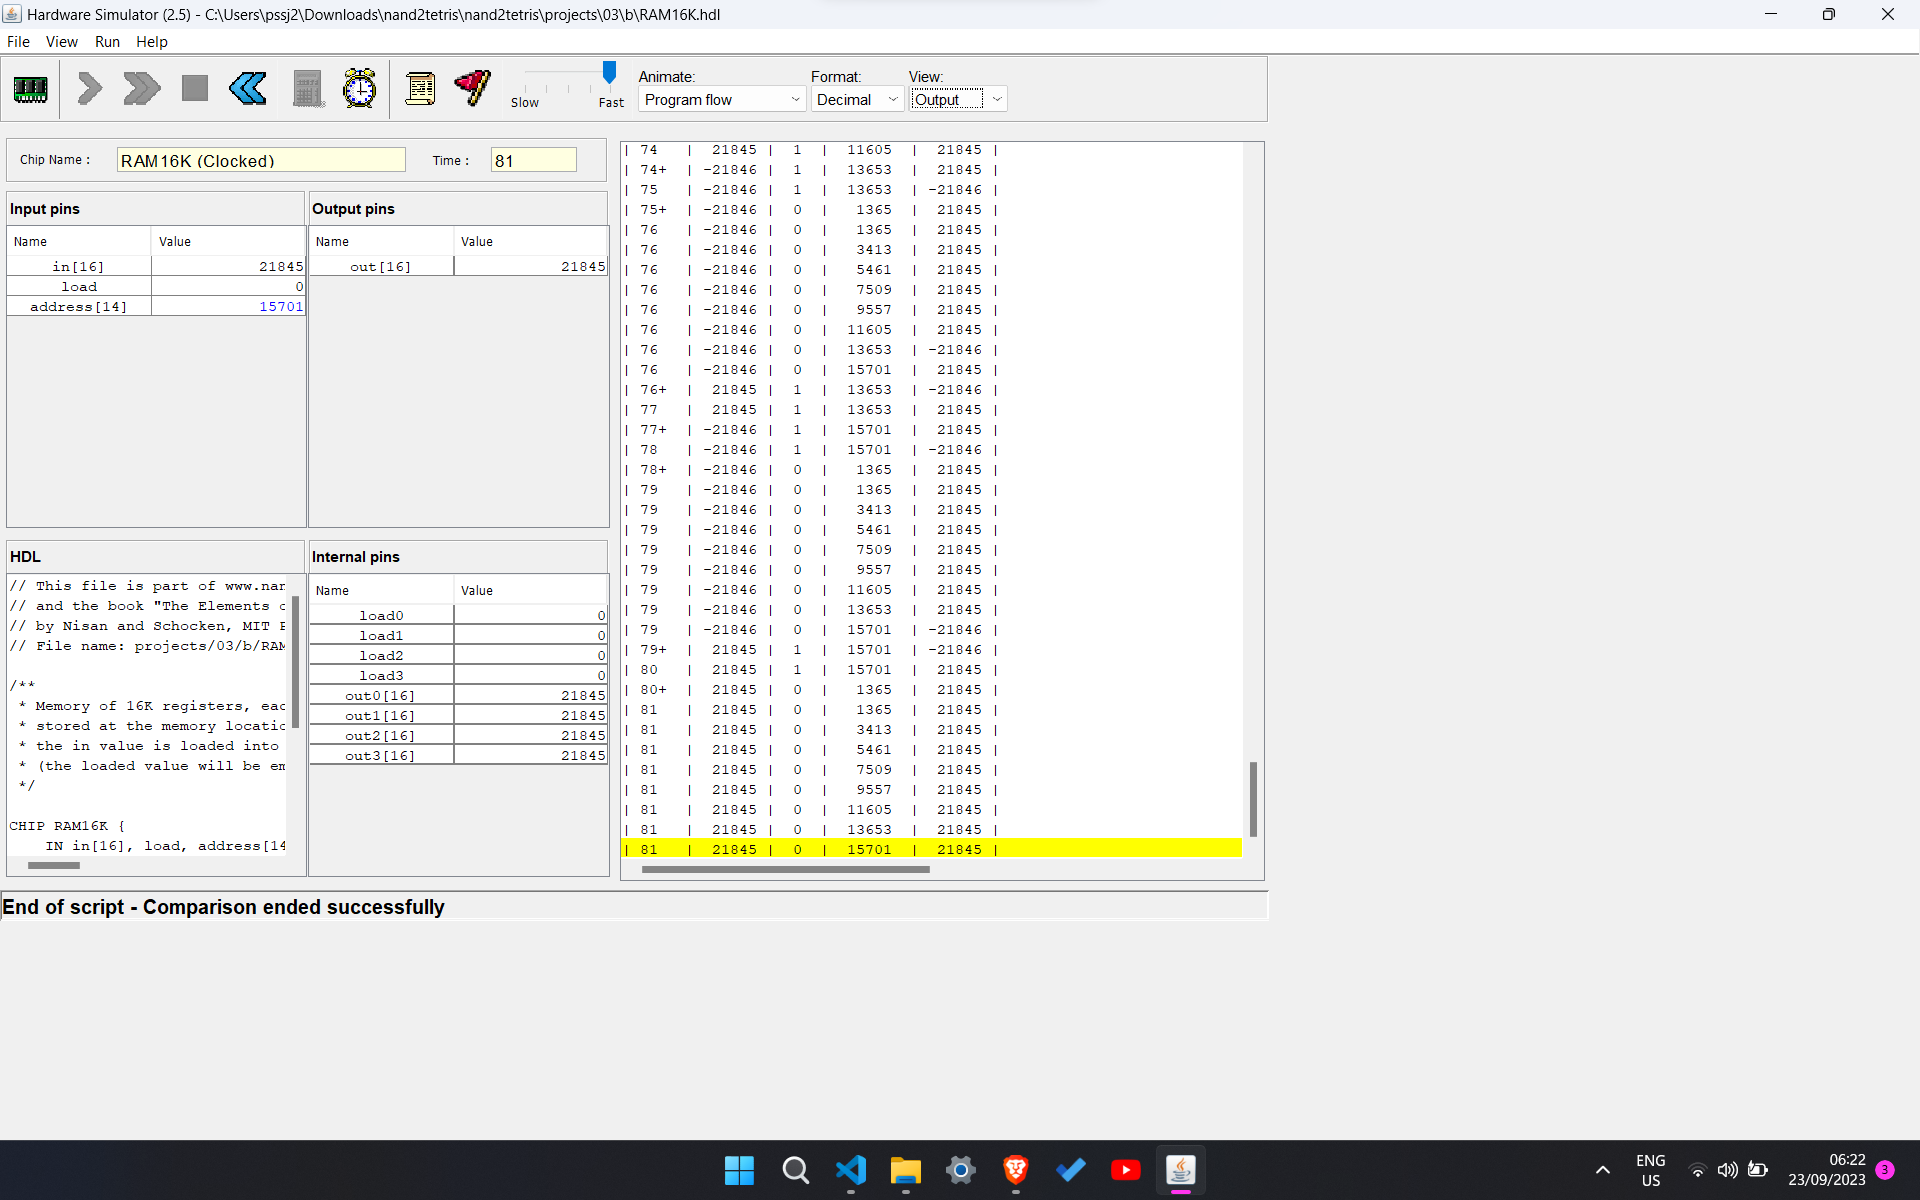 Hardware Simulator (2.5) - C:\Users\pssj2\Downloads\nand2tetris\nand2tetris\projects\03\b\RAM16K.hdl
File View Run Help
Slow Fast
Animate: Format: View:
Program flow Decimal Output
Chip Name : RAM16K (Clocked) Time : 81
Input pins
Name Value
in[16] 21845
load 0
address[14] 15701
Output pins
Name Value
out[16] 21845
HDL
// This file is part of www.nan
// and the book "The Elements
// by Nisan and Schocken, MIT
// File name: projects/03/b/RAM
/**
* Memory of 16K registers, eac
* stored at the memory locatio
* the in value is loaded into
* (the loaded value will be em
*/
CHIP RAM16K {
IN in[16], load, address[14
Internal pins
Name Value
load0 0
load1 0
load2 0
load3 0
out0[16] 21845
out1[16] 21845
out2[16] 21845
out3[16] 21845
| 74 | 21845 | 1 | 11605 | 21845 |
| 74+ | -21846 | 1 | 13653 | 21845 |
| 75 | -21846 | 1 | 13653 | -21846 |
| 75+ | -21846 | 0 | 1365 | 21845 |
| 76 | -21846 | 0 | 1365 | 21845 |
| 76 | -21846 | 0 | 3413 | 21845 |
| 76 | -21846 | 0 | 5461 | 21845 |
| 76 | -21846 | 0 | 7509 | 21845 |
| 76 | -21846 | 0 | 9557 | 21845 |
| 76 | -21846 | 0 | 11605 | 21845 |
| 76 | -21846 | 0 | 13653 | -21846 |
| 76 | -21846 | 0 | 15701 | 21845 |
| 76+ | 21845 | 1 | 13653 | -21846 |
| 77 | 21845 | 1 | 13653 | 21845 |
| 77+ | -21846 | 1 | 15701 | 21845 |
| 78 | -21846 | 1 | 15701 | -21846 |
| 78+ | -21846 | 0 | 1365 | 21845 |
| 79 | -21846 | 0 | 1365 | 21845 |
| 79 | -21846 | 0 | 3413 | 21845 |
| 79 | -21846 | 0 | 5461 | 21845 |
| 79 | -21846 | 0 | 7509 | 21845 |
| 79 | -21846 | 0 | 9557 | 21845 |
| 79 | -21846 | 0 | 11605 | 21845 |
| 79 | -21846 | 0 | 13653 | 21845 |
| 79 | -21846 | 0 | 15701 | -21846 |
| 79+ | 21845 | 1 | 15701 | -21846 |
| 80 | 21845 | 1 | 15701 | 21845 |
| 80+ | 21845 | 0 | 1365 | 21845 |
| 81 | 21845 | 0 | 1365 | 21845 |
| 81 | 21845 | 0 | 3413 | 21845 |
| 81 | 21845 | 0 | 5461 | 21845 |
| 81 | 21845 | 0 | 7509 | 21845 |
| 81 | 21845 | 0 | 9557 | 21845 |
| 81 | 21845 | 0 | 11605 | 21845 |
| 81 | 21845 | 0 | 13653 | 21845 |
| 81 | 21845 | 0 | 15701 | 21845 |
End of script - Comparison ended successfully
ENG
US
06:22
23/09/2023
3